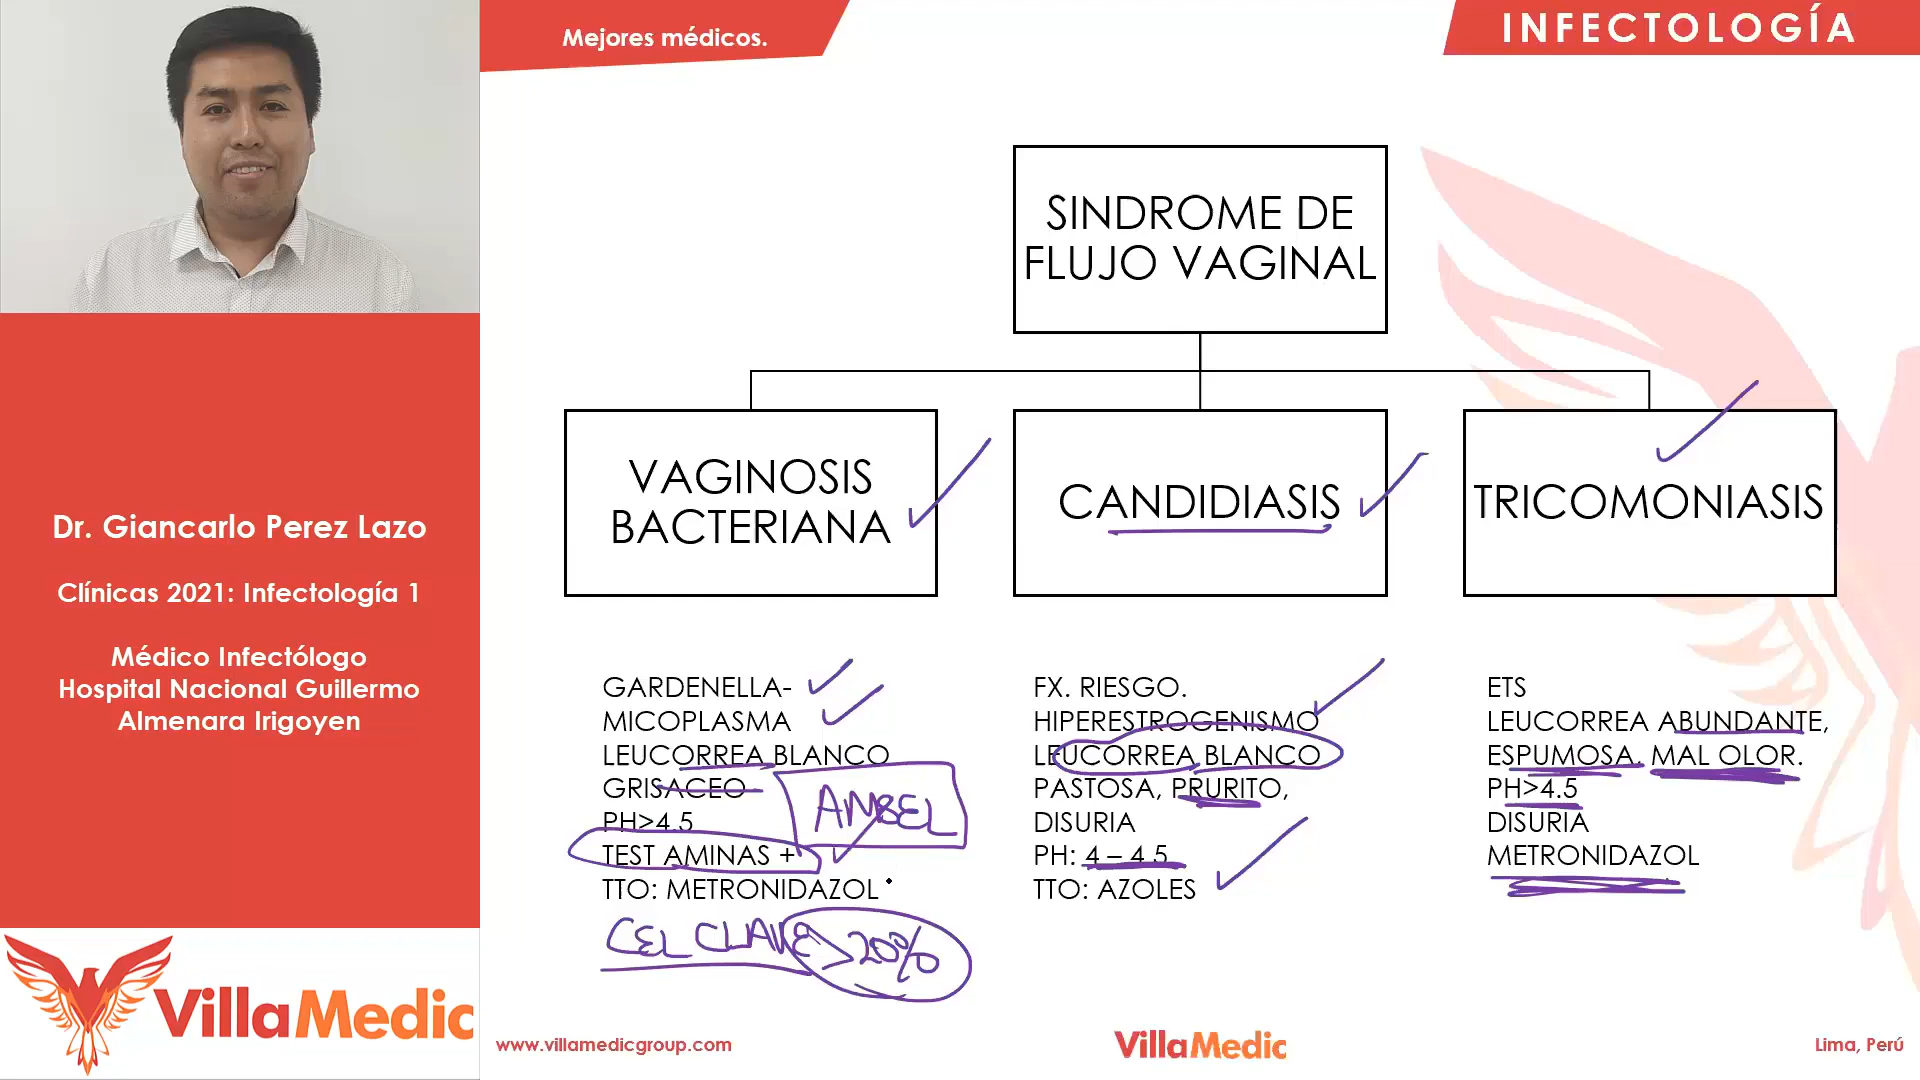 Mejores médicos.
INFECTOLOGÍA
SINDROME DE
FLUJO VAGINAL
VAGINOSIS
BACTERIANA
CANDIDIASIS
TRICOMONIASIS
Dr. Giancarlo Perez Lazo
Clínicas 2021: Infectología 1
Médico Infectólogo
Hospital Nacional Guillermo
Almenara Irigoyen
GARDENELLA-
MICOPLASMA
LEUCORREA BLANCO
GRISACEO
PH>4.5
TEST AMINAS +
TTO: METRONIDAZOL
AMSEL
CEL CLAVE >20%
FX. RIESGO.
HIPERESTROGENISMO
LEUCORREA BLANCO
PASTOSA, PRURITO,
DISURIA
PH: 4 – 4.5
TTO: AZOLES
ETS
LEUCORREA ABUNDANTE,
ESPUMOSA, MAL OLOR.
PH>4.5
DISURIA
METRONIDAZOL
VillaMedic
www.villamedicgroup.com
VillaMedic
Lima, Perú